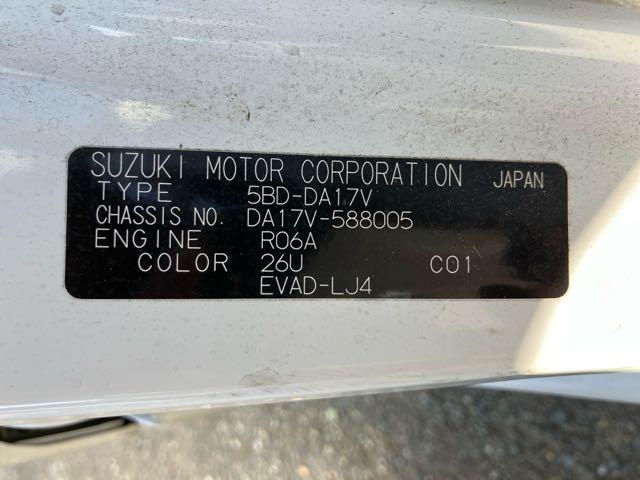 SUZUKI MOTOR CORPORATION JAPAN
TYPE 5BD-DA17V
CHASSIS NO. DA17V-588005
ENGINE R06A
COLOR 26U C01
EVAD-LJ4